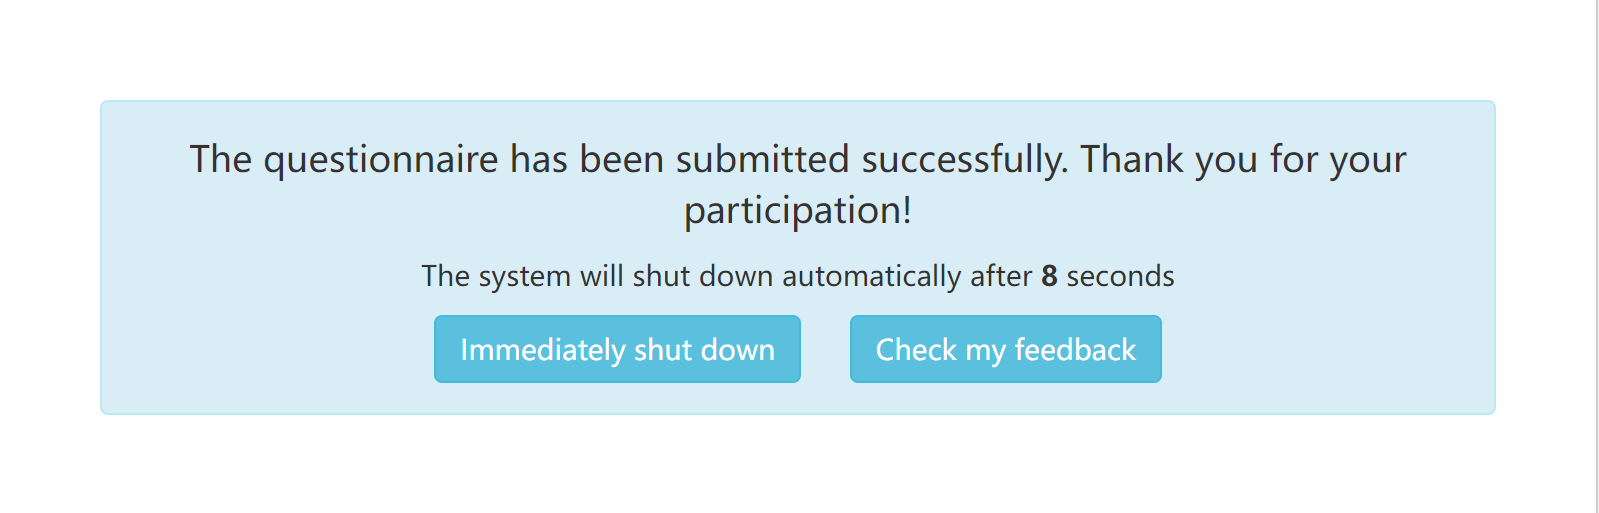 The questionnaire has been submitted successfully. Thank you for your
participation!
The system will shut down automatically after 8 seconds
Immediately shut down
Check my feedback